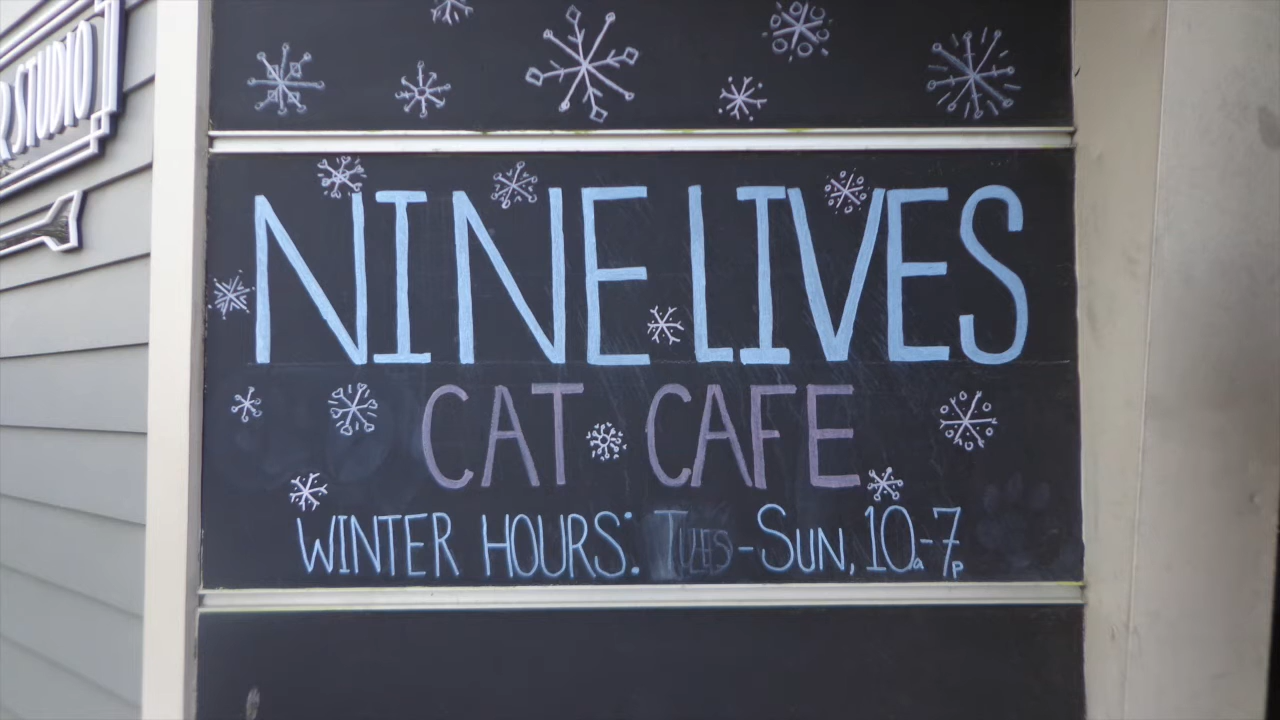 R STUDIO
NINE LIVES
CAT CAFE
WINTER HOURS: TUES-SUN, 10a-7p